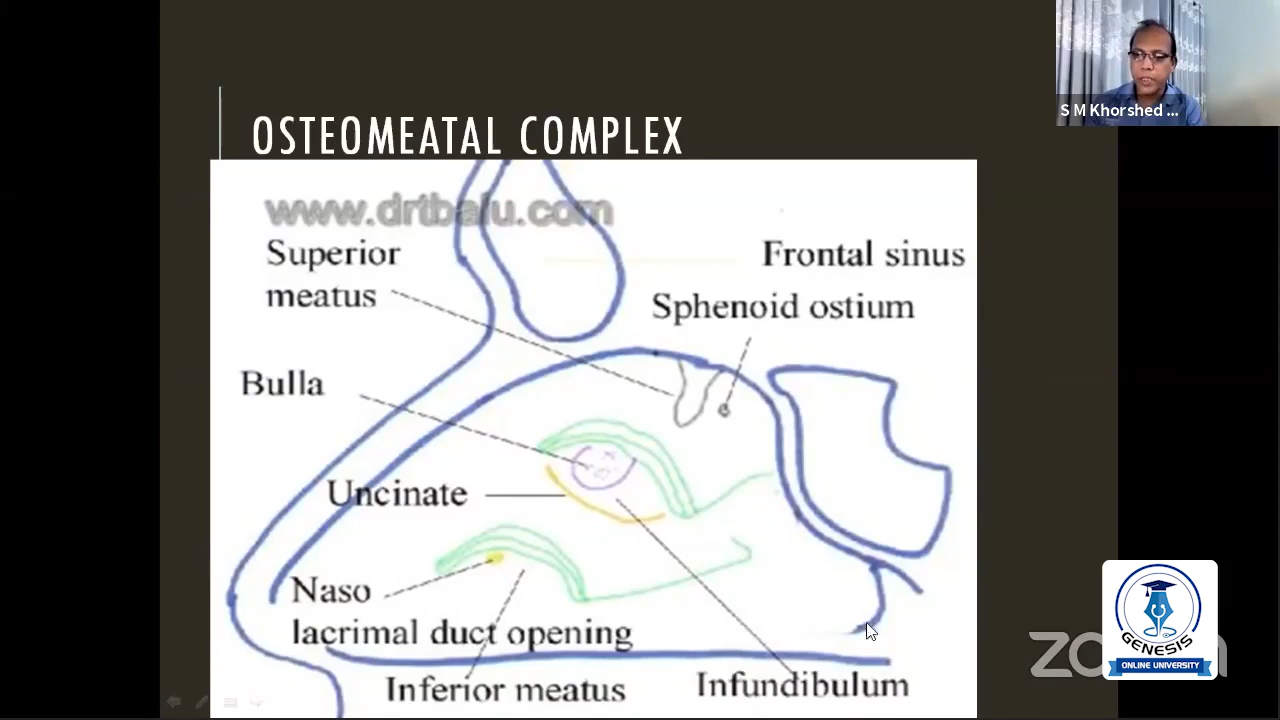 S M Khorshed ...
OSTEOMEATAL COMPLEX
www.drtbalu.com
Superior
meatus
Frontal sinus
Sphenoid ostium
Bulla
Uncinate
Naso
lacrimal duct opening
Inferior meatus
Infundibulum
GENESIS
ONLINE UNIVERSITY